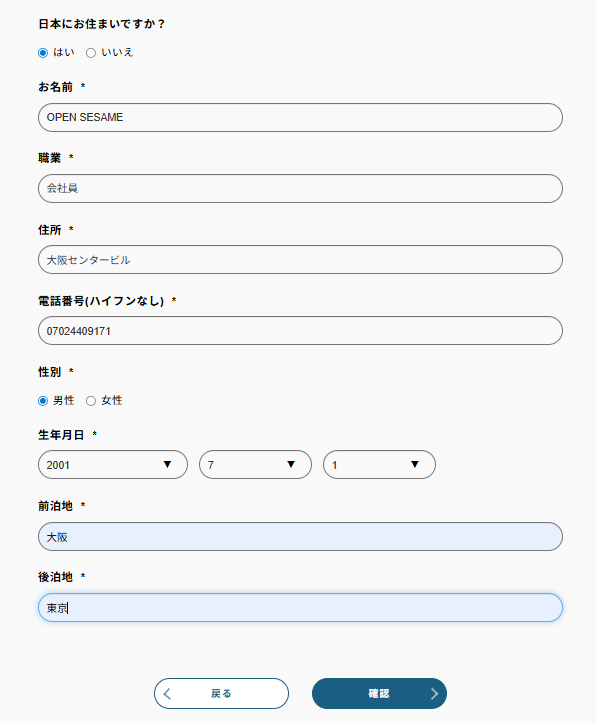 日本にお住まいですか？
はい いいえ
お名前 *
OPEN SESAME
職業 *
会社員
住所 *
大阪センタービル
電話番号(ハイフンなし) *
07024409171
性別 *
男性 女性
生年月日 *
2001 ▼ 7 ▼ 1 ▼
前泊地 *
大阪
後泊地 *
東京
戻る 確認